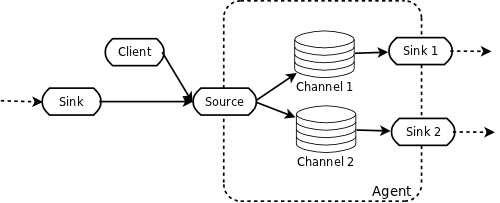 Client
Sink
Source
Channel 1
Sink 1
Channel 2
Sink 2
Agent